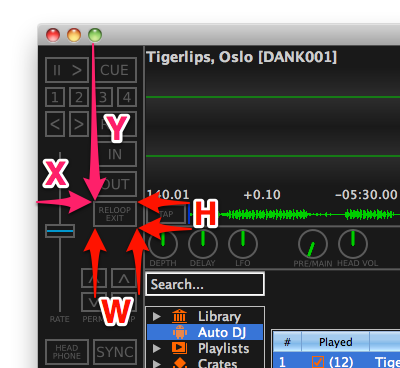 Tigerlips, Oslo [DANK001]
II > CUE
1 2 3 4
< >
Y
IN
OUT
X
140.01 +0.10 -05:30.00
RELOOP
EXIT
TAP
H
DEPTH DELAY LFO PRE/MAIN HEAD VOL
Search...
W
RATE
Library
Auto DJ
Playlists
Crates
HEAD
PHONE
SYNC
# Played
1 (12) Tige